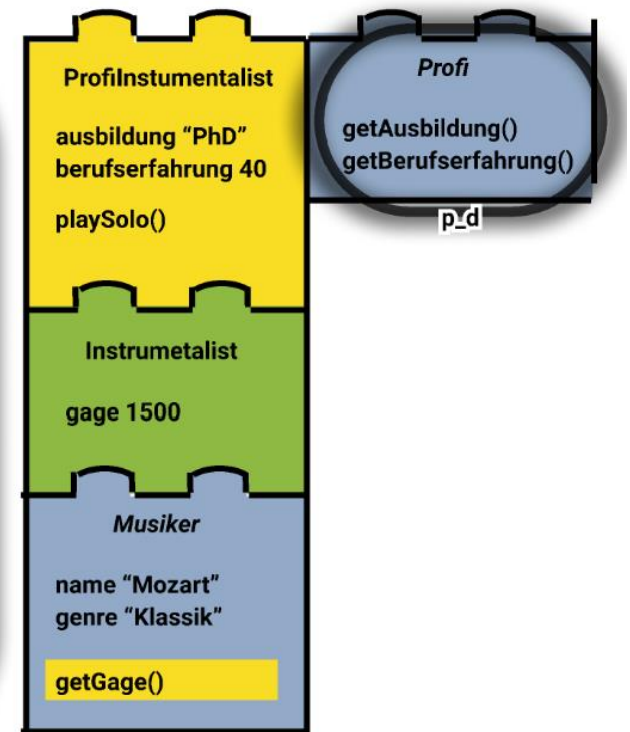 ProfiInstumentalist
ausbildung “PhD”
berufserfahrung 40
playSolo()
Profi
getAusbildung()
getBerufserfahrung()
p_d
Instrumetalist
gage 1500
Musiker
name “Mozart”
genre “Klassik”
getGage()